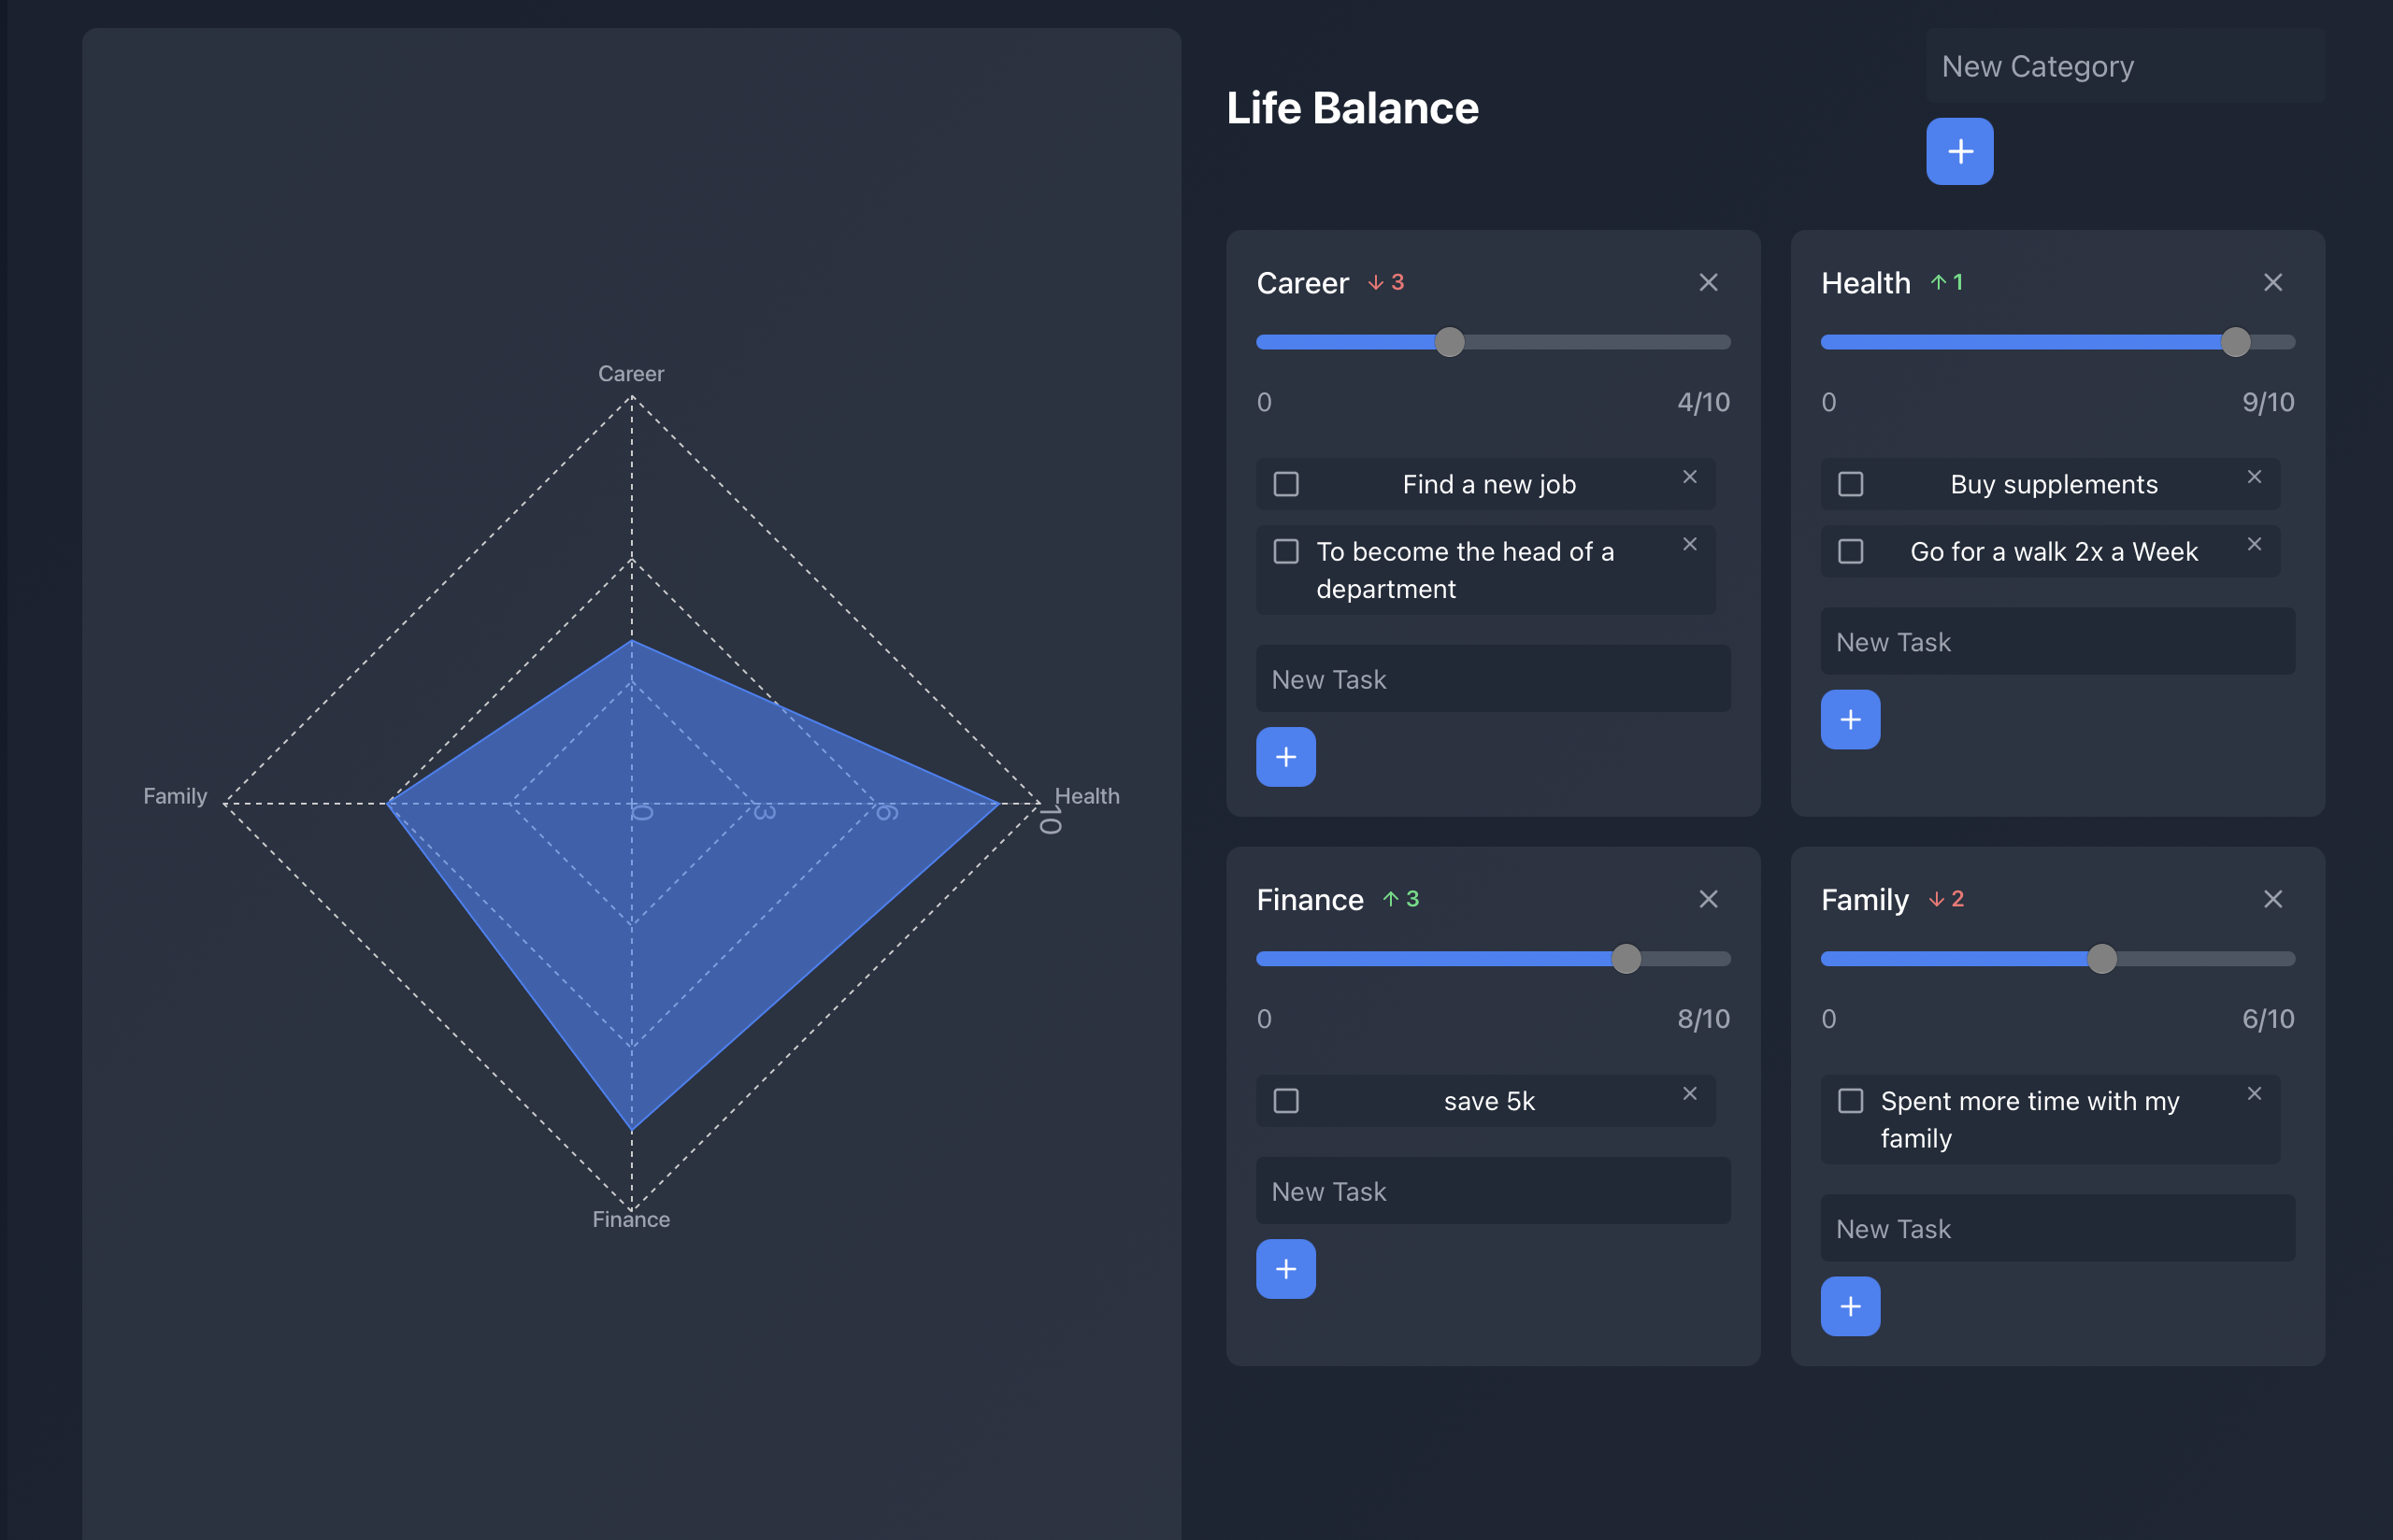 Career
Family
Health
0
3
6
10
Finance
Life Balance
New Category
+
Career ↓ 3
0 4/10
Find a new job
To become the head of a
department
New Task
+
Health ↑ 1
0 9/10
Buy supplements
Go for a walk 2x a Week
New Task
+
Finance ↑ 3
0 8/10
save 5k
New Task
+
Family ↓ 2
0 6/10
Spent more time with my
family
New Task
+